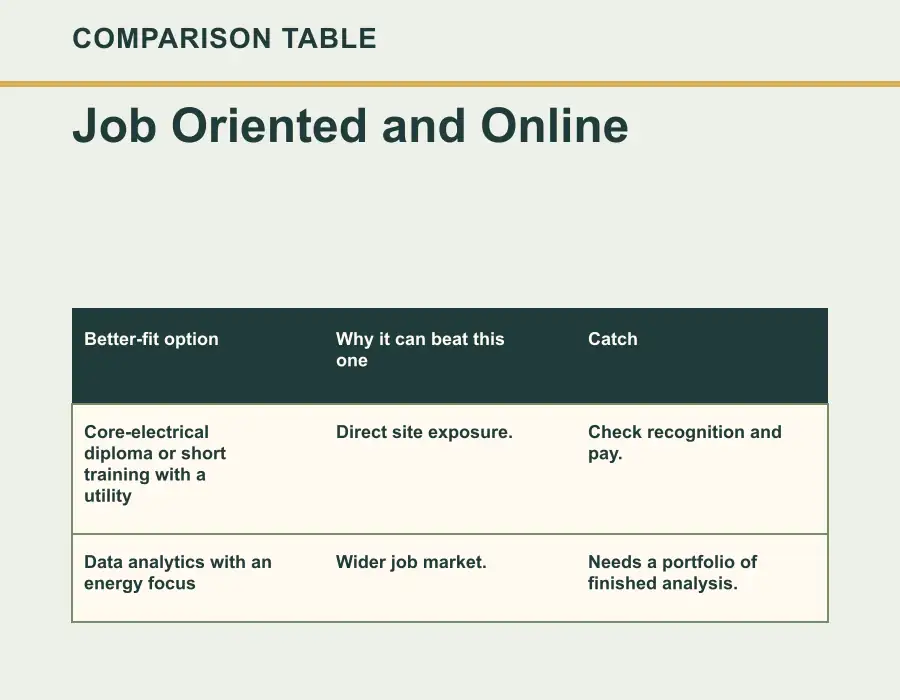 COMPARISON TABLE
Job Oriented and Online
Better-fit option
Why it can beat this
one
Catch
Core-electrical
diploma or short
training with a
utility
Direct site exposure.
Check recognition and
pay.
Data analytics with an
energy focus
Wider job market.
Needs a portfolio of
finished analysis.